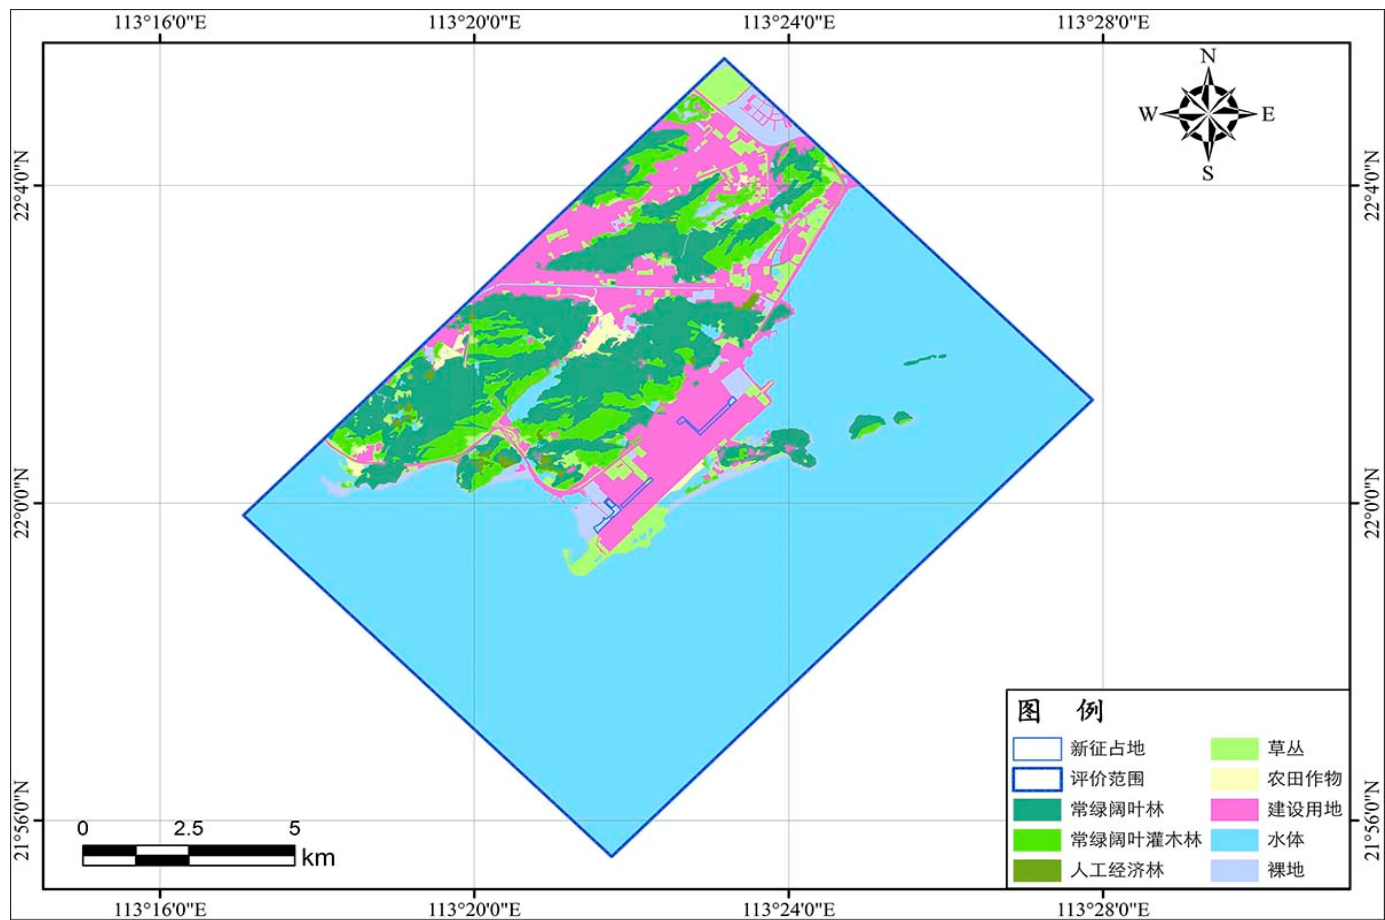 113°16'0"E 113°20'0"E 113°24'0"E 113°28'0"E
N
W E
S
22°4'0"N 22°4'0"N
22°0'0"N 22°0'0"N
图 例
新征占地 草丛
评价范围 农田作物
常绿阔叶林 建设用地
常绿阔叶灌木林 水体
人工经济林 裸地
21°56'0"N 21°56'0"N
0 2.5 5
km
113°16'0"E 113°20'0"E 113°24'0"E 113°28'0"E